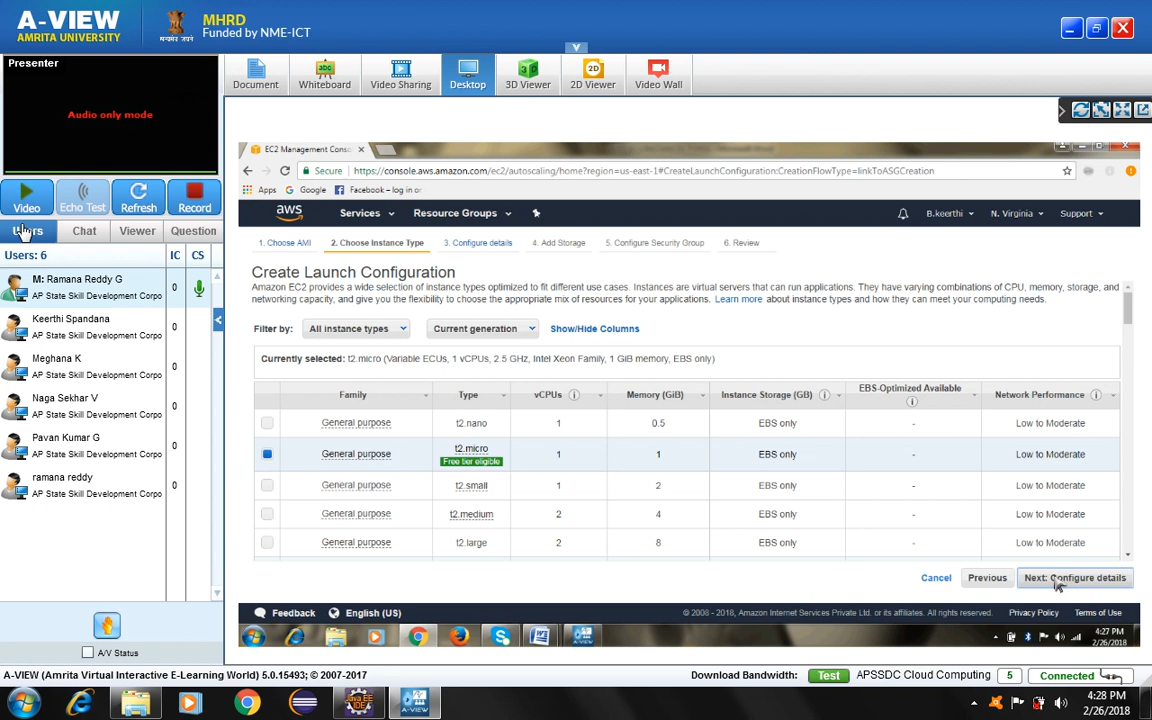 A-VIEW
AMRITA UNIVERSITY
MHRD
Funded by NME-ICT
Presenter
Audio only mode
Document
abc
Whiteboard
Video Sharing
Desktop
3D
3D Viewer
2D
2D Viewer
Video Wall
Video
Echo Test
Refresh
Record
Users
Chat
Viewer
Question
Users: 6
IC
CS
M: Ramana Reddy G
AP State Skill Development Corpo
0
Keerthi Spandana
AP State Skill Development Corpo
0
Meghana K
AP State Skill Development Corpo
0
Naga Sekhar V
AP State Skill Development Corpo
0
Pavan Kumar G
AP State Skill Development Corpo
0
ramana reddy
AP State Skill Development Corpo
0
A/V Status
EC2 Management Conso
Secure
https://console.aws.amazon.com/ec2/autoscaling/home?region=us-east-1#CreateLaunchConfiguration:CreationFlowType=linkToASGCreation
Apps
Google
Facebook – log in or
aws
Services
Resource Groups
B.keerthi
N. Virginia
Support
1. Choose AMI
2. Choose Instance Type
3. Configure details
4. Add Storage
5. Configure Security Group
6. Review
Create Launch Configuration
Amazon EC2 provides a wide selection of instance types optimized to fit different use cases. Instances are virtual servers that can run applications. They have varying combinations of CPU, memory, storage, and
networking capacity, and give you the flexibility to choose the appropriate mix of resources for your applications. Learn more about instance types and how they can meet your computing needs.
Filter by:
All instance types
Current generation
Show/Hide Columns
Currently selected: t2.micro (Variable ECUs, 1 vCPUs, 2.5 GHz, Intel Xeon Family, 1 GiB memory, EBS only)
Family
Type
vCPUs
Memory (GiB)
Instance Storage (GB)
EBS-Optimized Available
Network Performance
General purpose t2.nano 1 0.5 EBS only - Low to Moderate
General purpose t2.micro 1 1 EBS only - Low to Moderate
Free tier eligible
General purpose t2.small 1 2 EBS only - Low to Moderate
General purpose t2.medium 2 4 EBS only - Low to Moderate
General purpose t2.large 2 8 EBS only - Low to Moderate
Cancel
Previous
Next: Configure details
Feedback
English (US)
© 2008 - 2018, Amazon Internet Services Private Ltd. or its affiliates. All rights reserved.
Privacy Policy
Terms of Use
4:27 PM
2/26/2018
A-VIEW (Amrita Virtual Interactive E-Learning World) 5.0.15493; © 2007-2017
Download Bandwidth:
Test
APSSDC Cloud Computing
5
Connected
Java EE
IDE
4:28 PM
2/26/2018